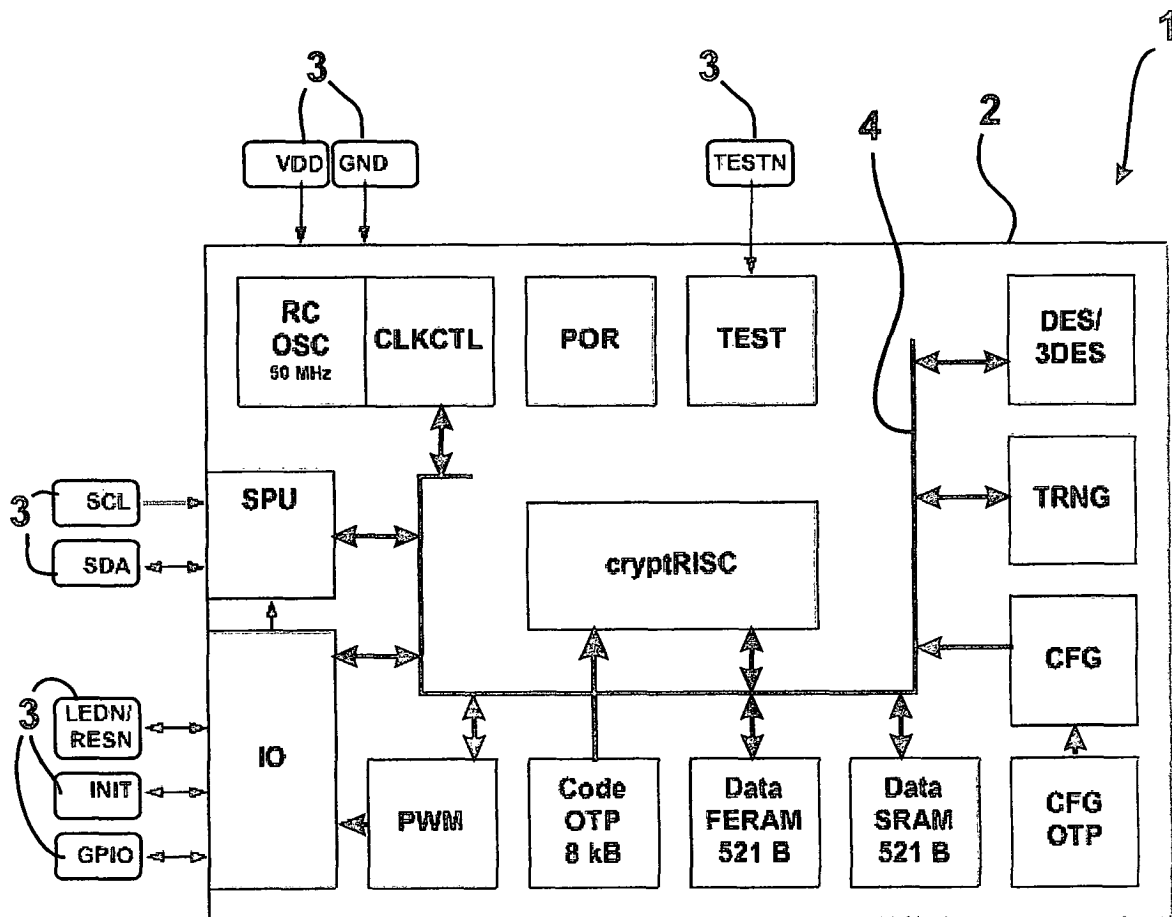 1
3
3
4
2
VDD
GND
TESTN
RC
OSC
50 MHz
CLKCTL
POR
TEST
DES/
3DES
3
SCL
SDA
SPU
cryptRISC
TRNG
CFG
3
LEDN/
RESN
INIT
GPIO
IO
PWM
Code
OTP
8 kB
Data
FERAM
521 B
Data
SRAM
521 B
CFG
OTP